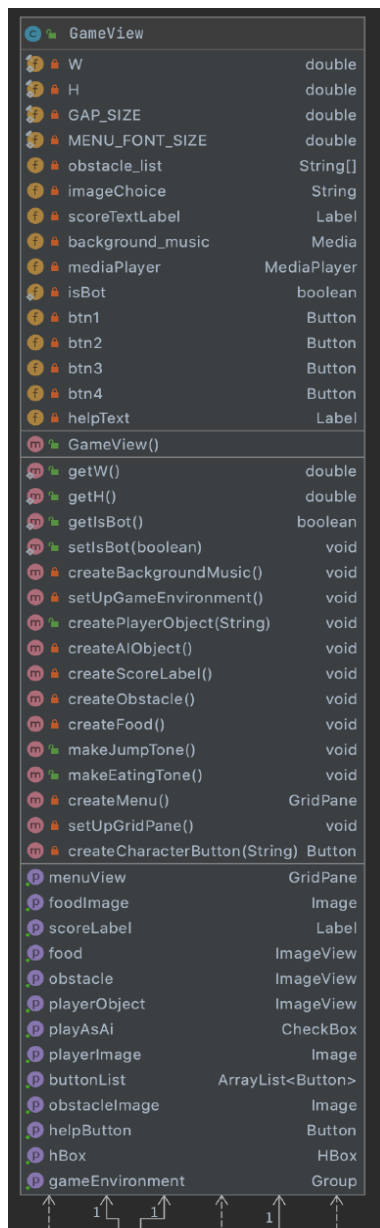 GameView
W double
H double
GAP_SIZE double
MENU_FONT_SIZE double
obstacle_list String[]
imageChoice String
scoreTextLabel Label
background_music Media
mediaPlayer MediaPlayer
isBot boolean
btn1 Button
btn2 Button
btn3 Button
btn4 Button
helpText Label
GameView()
getW() double
getH() double
getIsBot() boolean
setIsBot(boolean) void
createBackgroundMusic() void
setUpGameEnvironment() void
createPlayerObject(String) void
createAIObject() void
createScoreLabel() void
createObstacle() void
createFood() void
makeJumpTone() void
makeEatingTone() void
createMenu() GridPane
setUpGridPane() void
createCharacterButton(String) Button
menuView GridPane
foodImage Image
scoreLabel Label
food ImageView
obstacle ImageView
playerObject ImageView
playAsAi CheckBox
playerImage Image
buttonList ArrayList<Button>
obstacleImage Image
helpButton Button
hBox HBox
gameEnvironment Group
1 1 1